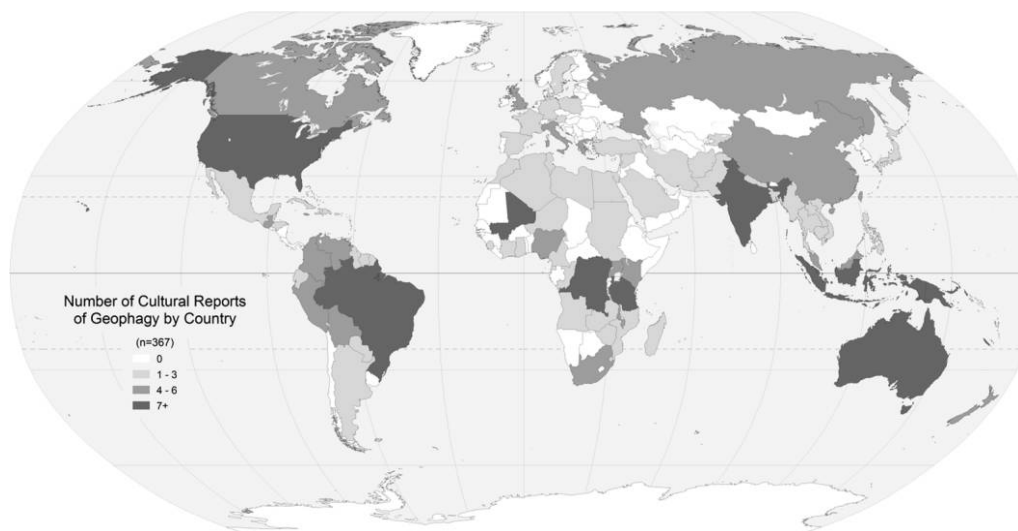 Number of Cultural Reports
of Geophagy by Country
(n=367)
0
1 - 3
4 - 6
7+